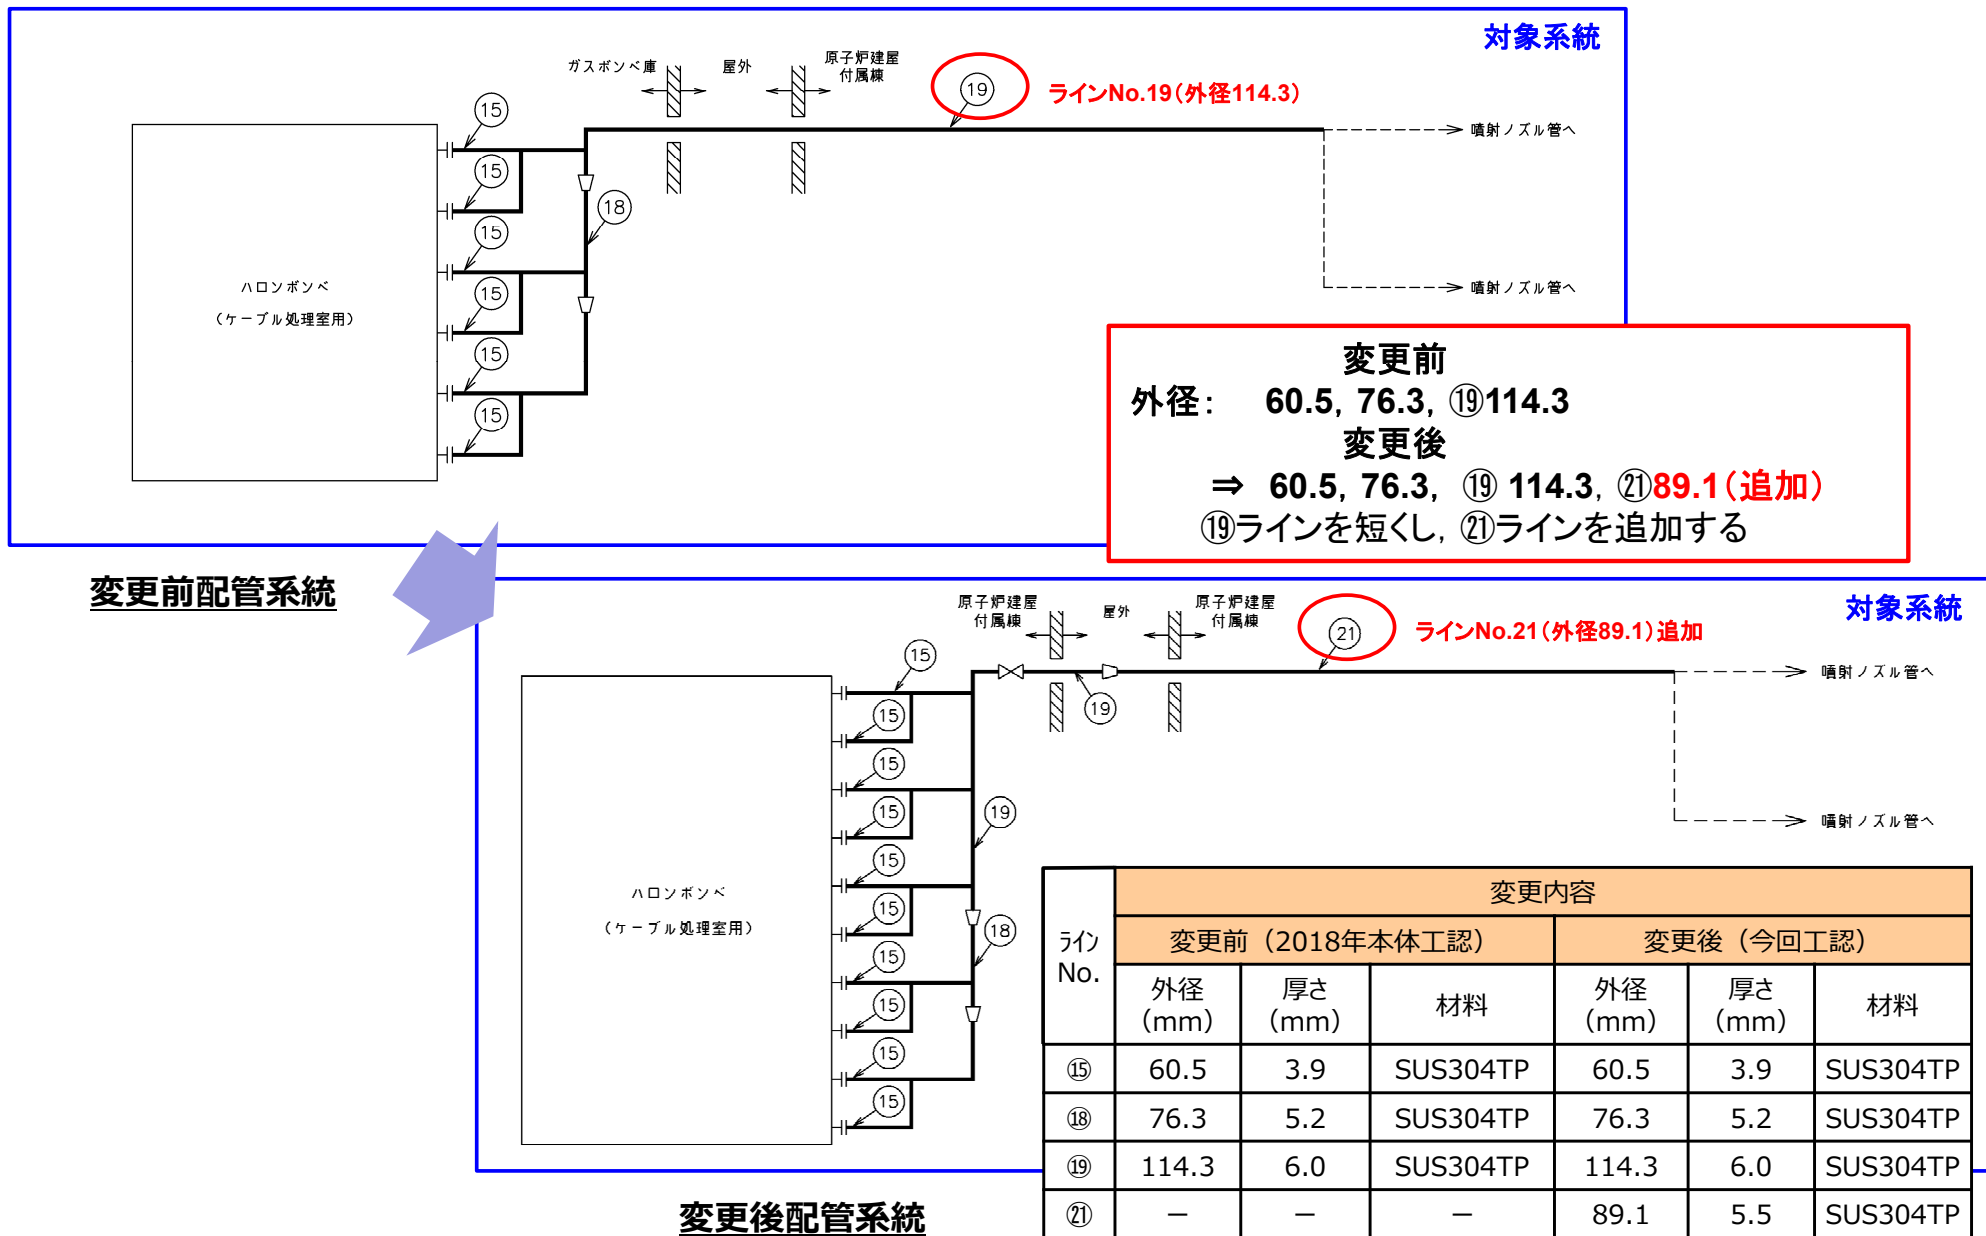 対象系統
ガスボンベ庫
屋外
原子炉建屋
付属棟
⑲
ラインNo.19(外径114.3)
⑮
噴射ノズル管へ
⑮
⑱
⑮
ハロンボンベ
(ケーブル処理室用)
⑮
噴射ノズル管へ
⑮
⑮
変更前
外径: 60.5, 76.3, ⑲114.3
変更後
⇒ 60.5, 76.3, ⑲ 114.3, ㉑89.1(追加)
⑲ラインを短くし, ㉑ラインを追加する
変更前配管系統
対象系統
原子炉建屋
付属棟
屋外
原子炉建屋
付属棟
㉑
ラインNo.21(外径89.1)追加
⑮
噴射ノズル管へ
⑮
⑲
⑮
⑮
⑲
噴射ノズル管へ
⑮
ハロンボンベ
(ケーブル処理室用)
⑮
⑱
⑮
⑮
⑮
⑮
ライン
No.
変更内容
変更前(2018年本体工認) 変更後(今回工認)
外径
(mm) 厚さ
(mm) 材料 外径
(mm) 厚さ
(mm) 材料
⑮ 60.5 3.9 SUS304TP 60.5 3.9 SUS304TP
⑱ 76.3 5.2 SUS304TP 76.3 5.2 SUS304TP
⑲ 114.3 6.0 SUS304TP 114.3 6.0 SUS304TP
㉑ － － － 89.1 5.5 SUS304TP
変更後配管系統